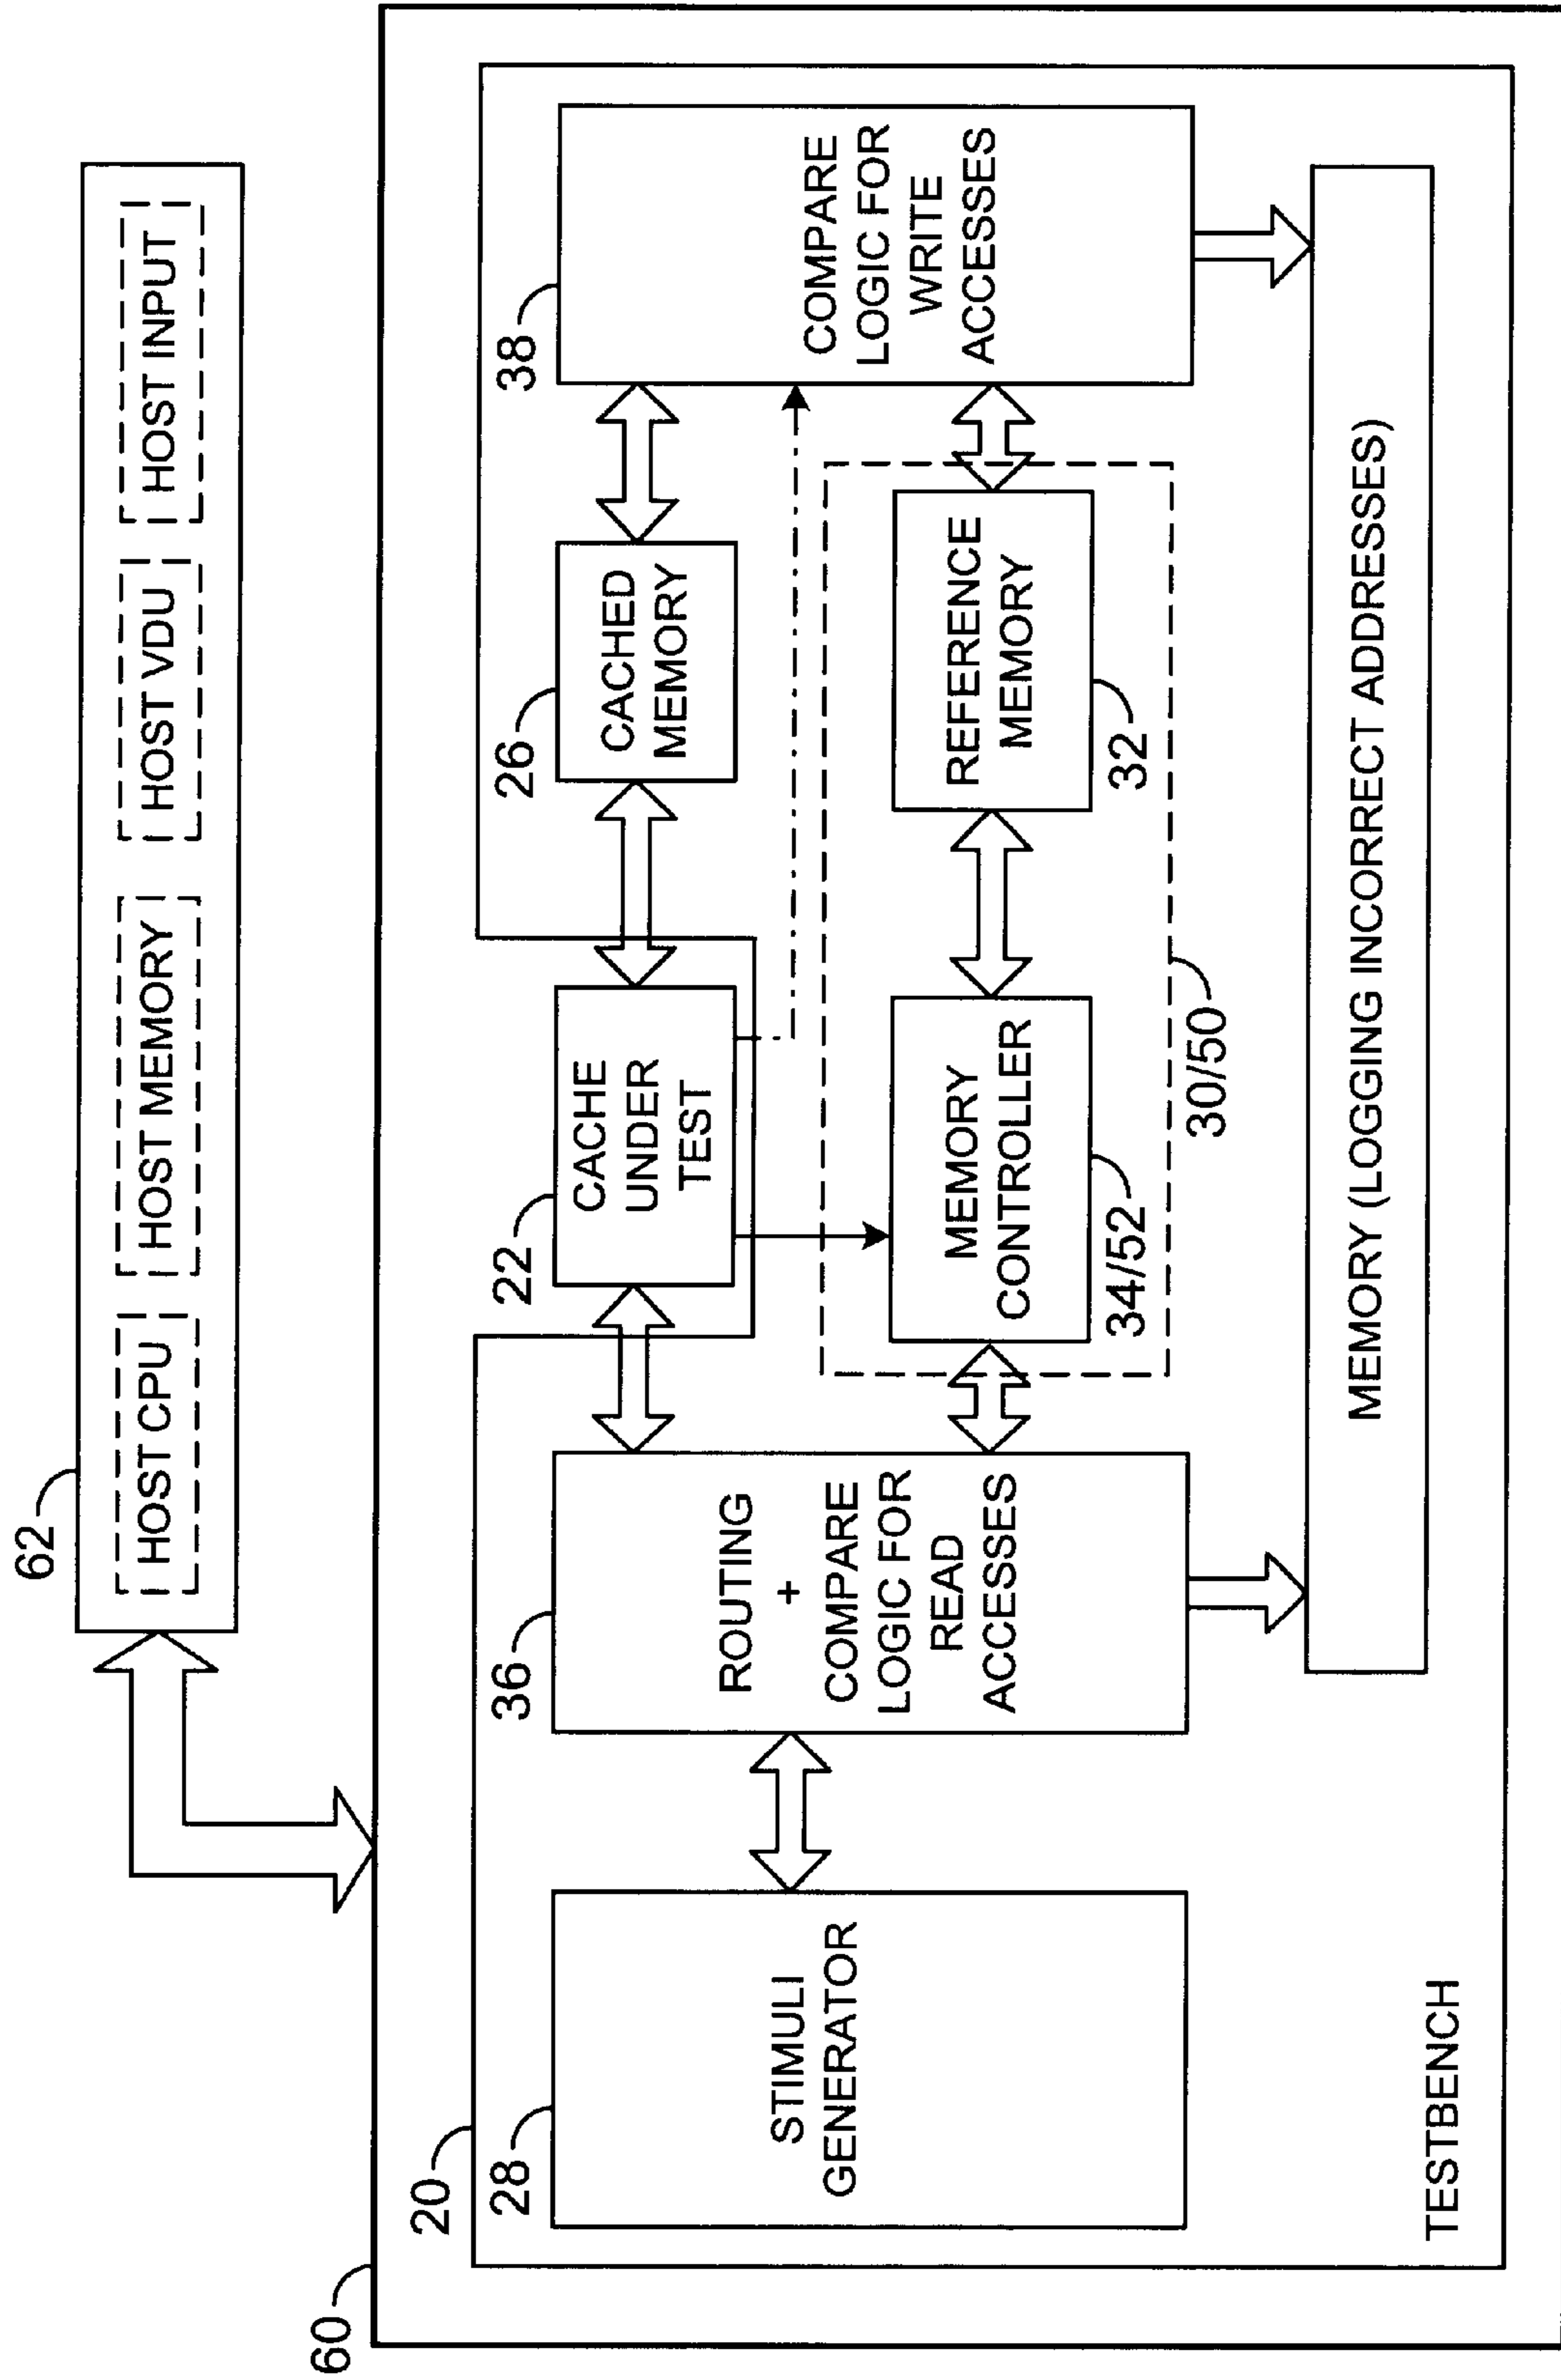 62
HOST CPU
HOST MEMORY
HOST VDU
HOST INPUT
60
20
28
STIMULI
GENERATOR
36
ROUTING
+
COMPARE
LOGIC FOR
READ
ACCESSES
22
CACHE
UNDER
TEST
26
CACHED
MEMORY
38
COMPARE
LOGIC FOR
WRITE
ACCESSES
MEMORY
CONTROLLER
34/52
REFERENCE
MEMORY
32
30/50
MEMORY (LOGGING INCORRECT ADDRESSES)
TESTBENCH